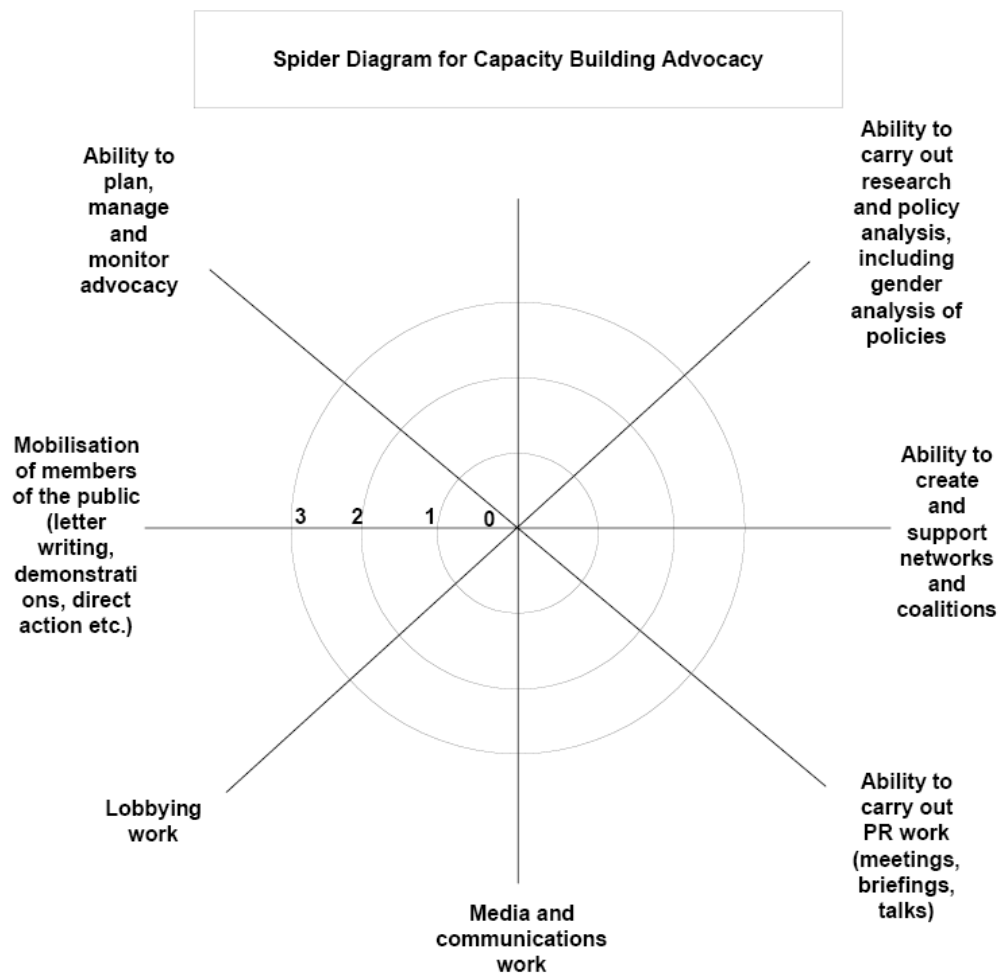 Spider Diagram for Capacity Building Advocacy
Ability to
plan,
manage
and
monitor
advocacy
Ability to
carry out
research
and policy
analysis,
including
gender
analysis of
policies
Mobilisation
of members
of the public
(letter
writing,
demonstrati
ons, direct
action etc.)
3 2 1 0
Ability to
create
and
support
networks
and
coalitions
Lobbying
work
Ability to
carry out
PR work
(meetings,
briefings,
talks)
Media and
communications
work